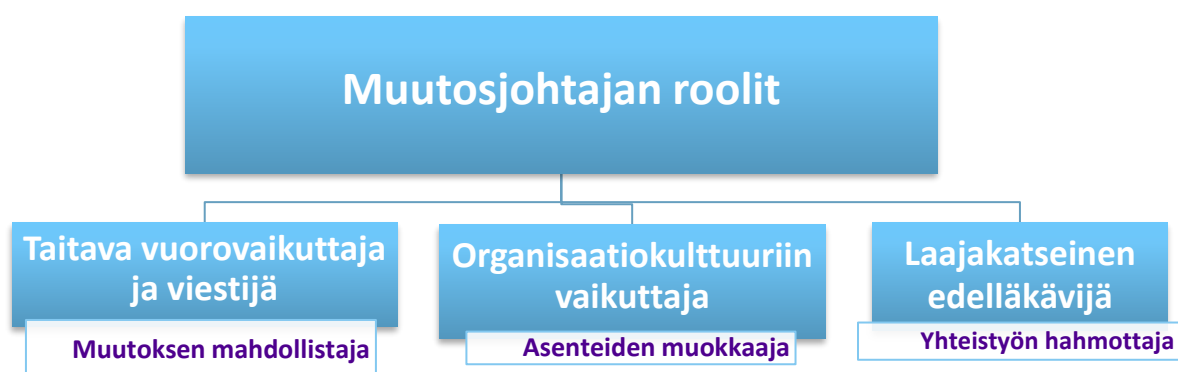 Muutosjohtajan roolit
Taitava vuorovaikuttaja
ja viestijä
Muutoksen mahdollistaja
Organisaatiokulttuuriin
vaikuttaja
Asenteiden muokkaaja
Laajakatseinen
edelläkävijä
Yhteistyön hahmottaja